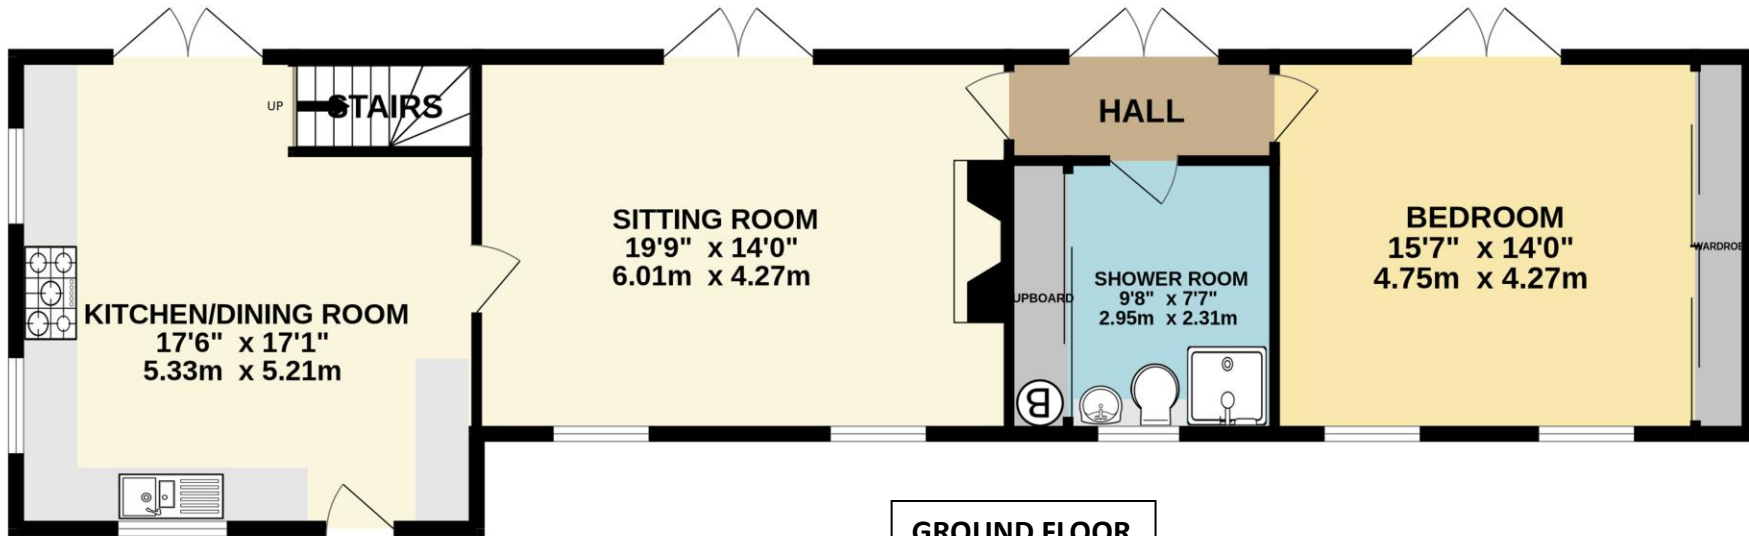 UP
STAIRS
HALL
KITCHEN/DINING ROOM
17'6" x 17'1"
5.33m x 5.21m
SITTING ROOM
19'9" x 14'0"
6.01m x 4.27m
UPBOARD
B
SHOWER ROOM
9'8" x 7'7"
2.95m x 2.31m
BEDROOM
15'7" x 14'0"
4.75m x 4.27m
WARDROB
GROUND FLOOR